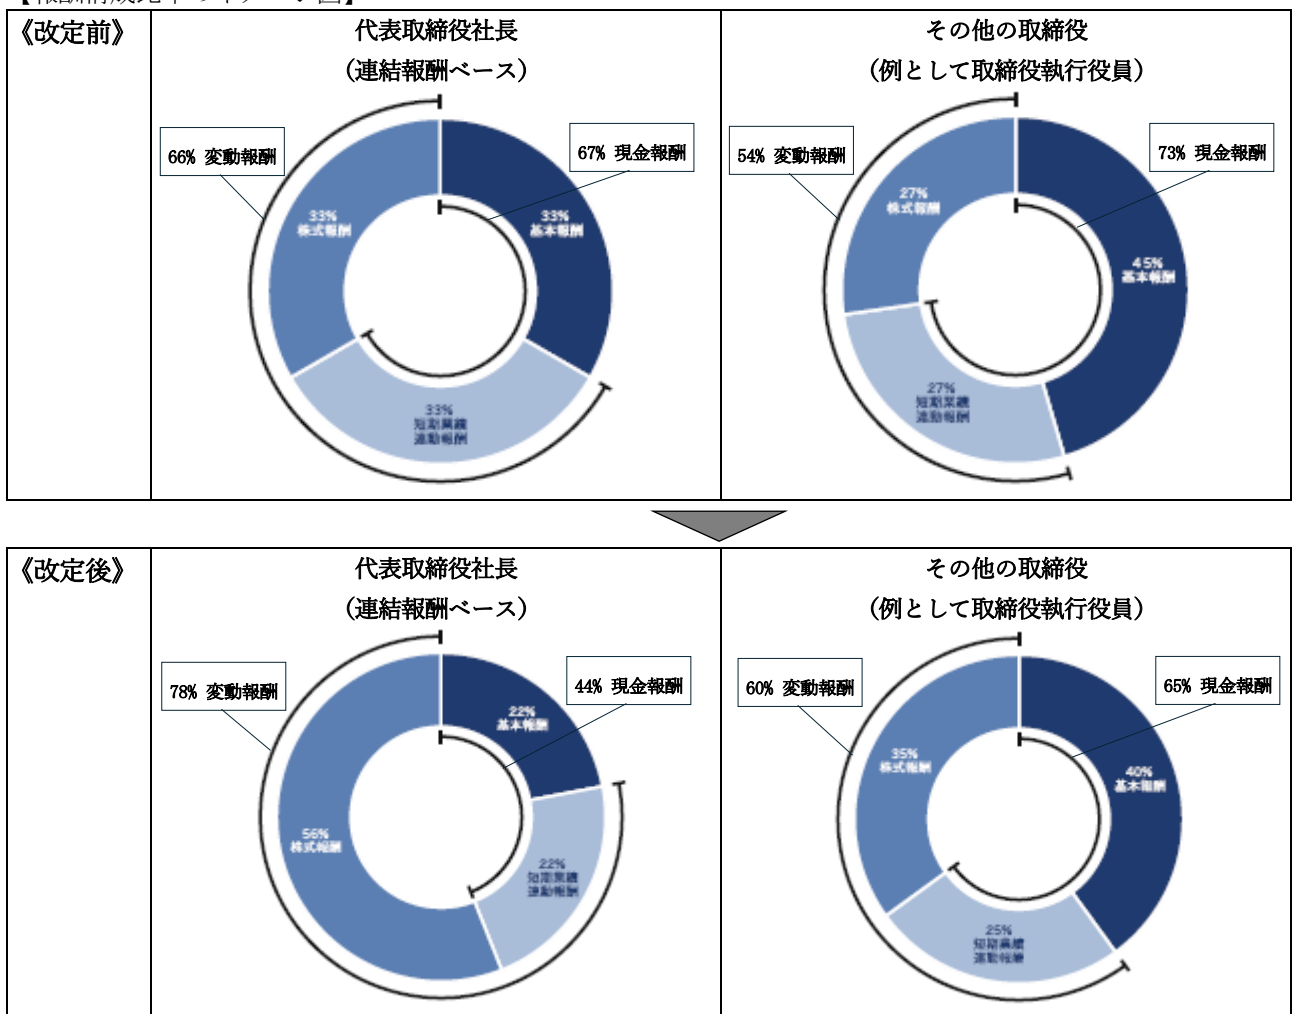 《改定前》
代表取締役社長
（連結報酬ベース）
66% 変動報酬
67% 現金報酬
33%
株式報酬
33%
基本報酬
33%
短期業績
連動報酬
その他の取締役
（例として取締役執行役員）
54% 変動報酬
73% 現金報酬
27%
株式報酬
45%
基本報酬
27%
短期業績
連動報酬
《改定後》
代表取締役社長
（連結報酬ベース）
78% 変動報酬
44% 現金報酬
22%
基本報酬
56%
株式報酬
22%
短期業績
連動報酬
その他の取締役
（例として取締役執行役員）
60% 変動報酬
65% 現金報酬
35%
株式報酬
40%
基本報酬
25%
短期業績
連動報酬